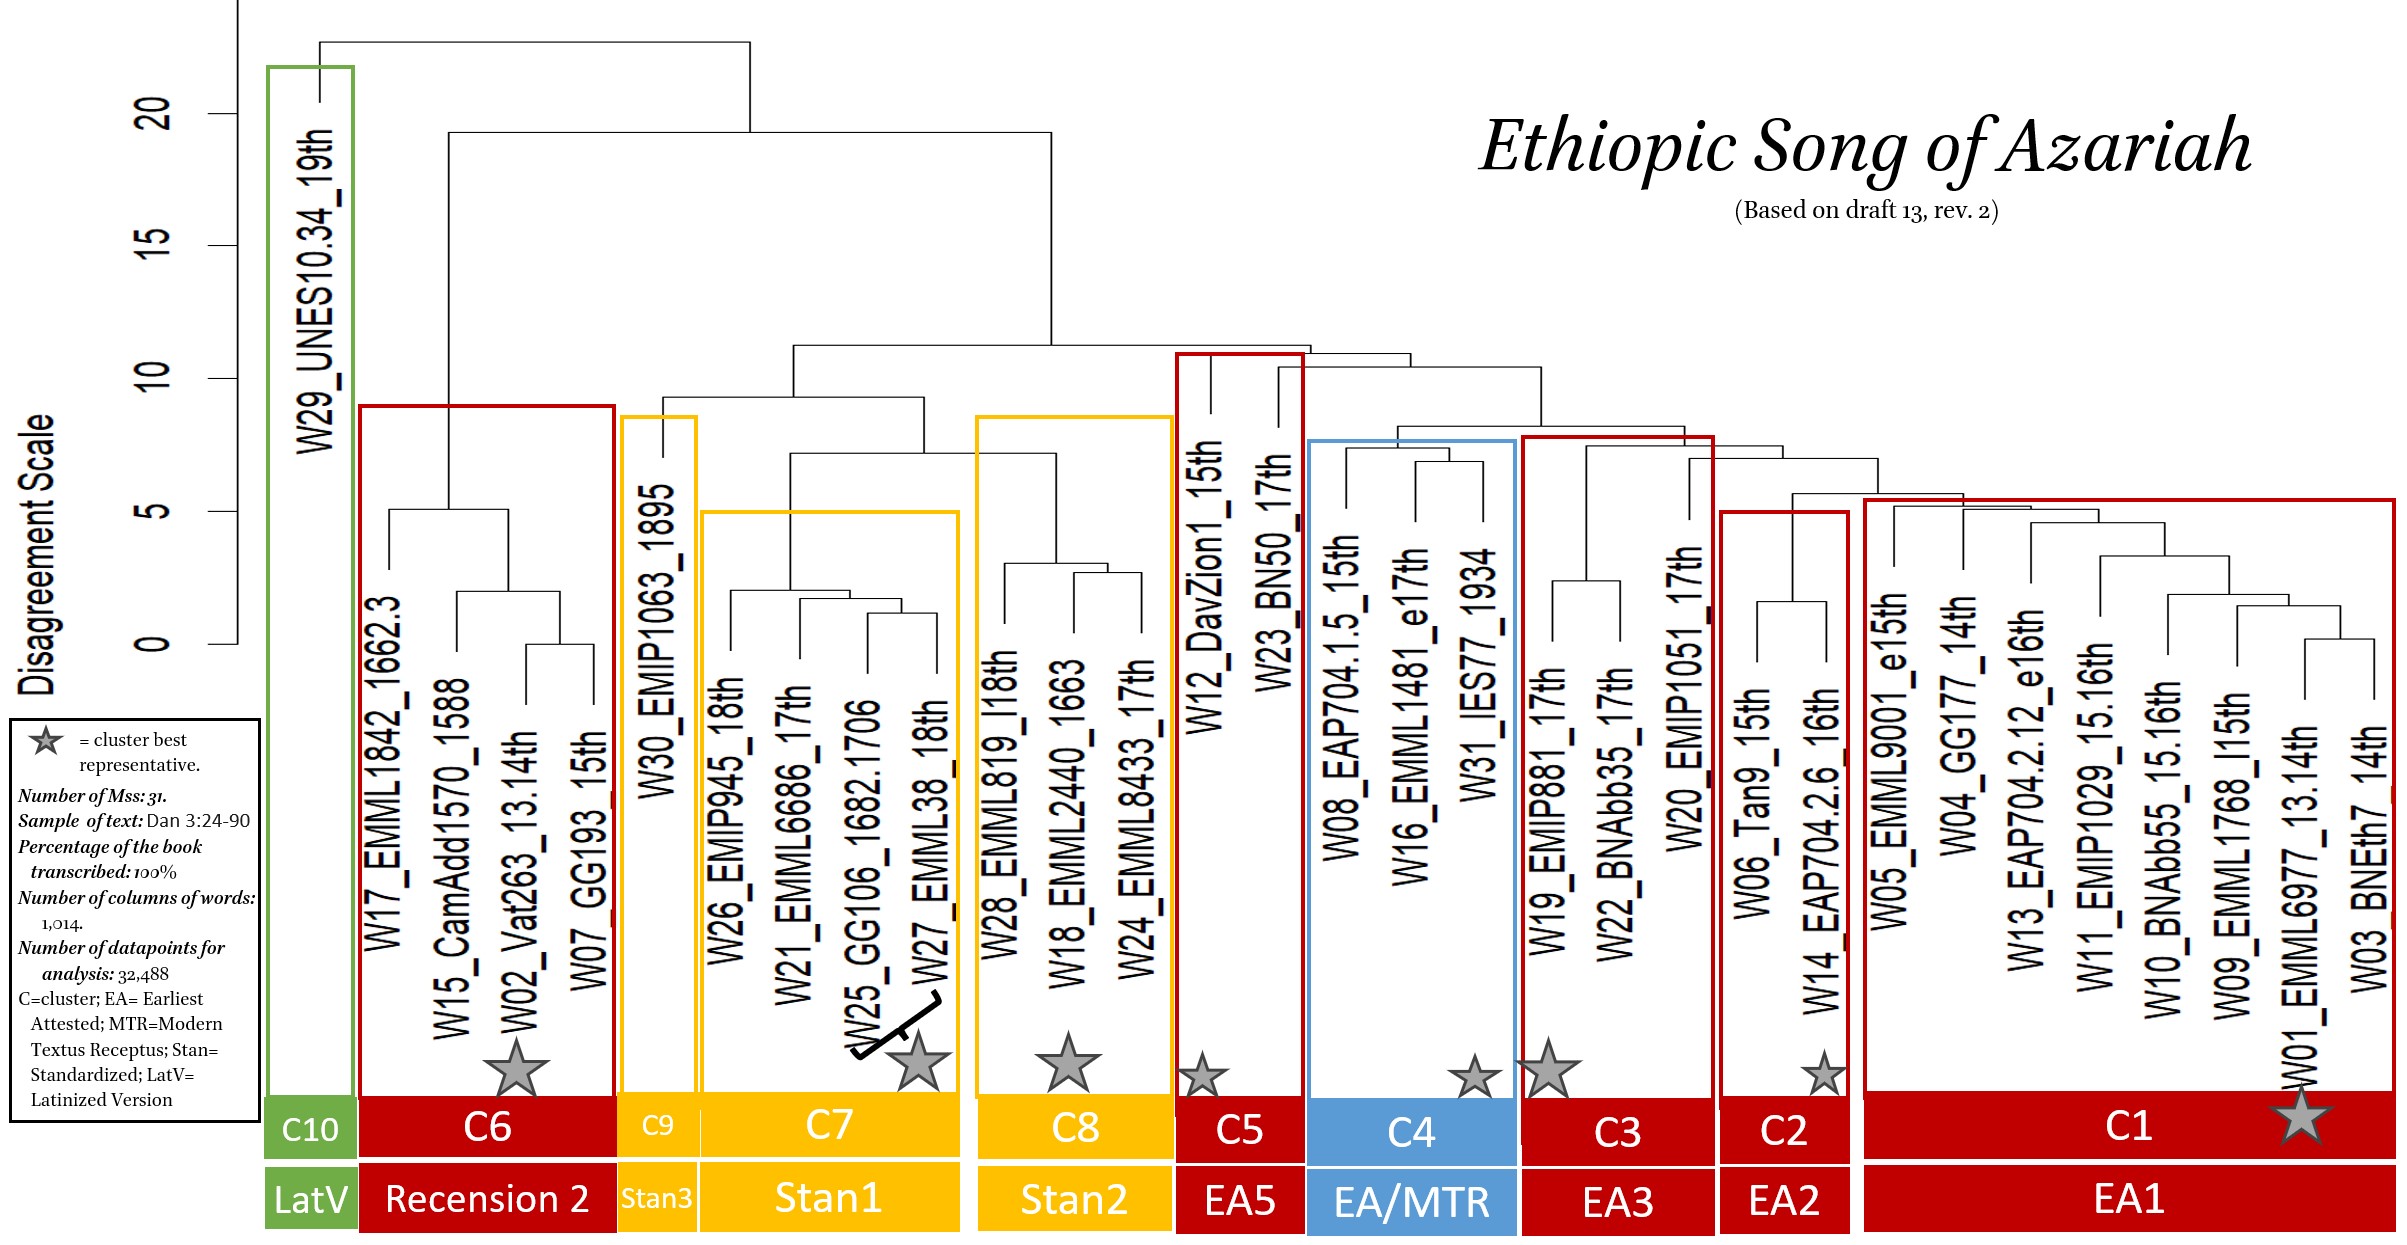 Ethiopic Song of Azariah
(Based on draft 13, rev. 2)
Disagreement Scale
20
15
10
5
0
W29_UNES10.34_19th
W17_EMML1842_1662.3
W15_CamAdd1570_1588
W02_Vat263_13.14th
W07_GG193_15th
W30_EMIP1063_1895
W26_EMIP945_18th
W21_EMML6686_17th
W25_GG106_1682.1706
W27_EMML38_18th
W28_EMML819_l18th
W18_EMML2440_1663
W24_EMML8433_17th
W12_DavZion1_15th
W23_BN50_17th
W08_EAP704.1.5_15th
W16_EMML1481_e17th
W31_IES77_1934
W19_EMIP881_17th
W22_BNAbb35_17th
W20_EMIP1051_17th
W06_Tan9_15th
W14_EAP704.2.6_16th
W05_EMML9001_e15th
W04_GG177_14th
W13_EAP704.2.12_e16th
W11_EMIP1029_15.16th
W10_BNAbb55_15.16th
W09_EMML1768_l15th
W01_EMML6977_13.14th
W03_BNEth7_14th
= cluster best
representative.
Number of Mss: 31.
Sample of text: Dan 3:24-90
Percentage of the book
transcribed: 100%
Number of columns of words:
1,014.
Number of datapoints for
analysis: 32,488
C=cluster; EA= Earliest
Attested; MTR=Modern
Textus Receptus; Stan=
Standardized; LatV=
Latinized Version
C10
C6
C9
C7
C8
C5
C4
C3
C2
C1
LatV
Recension 2
Stan3
Stan1
Stan2
EA5
EA/MTR
EA3
EA2
EA1